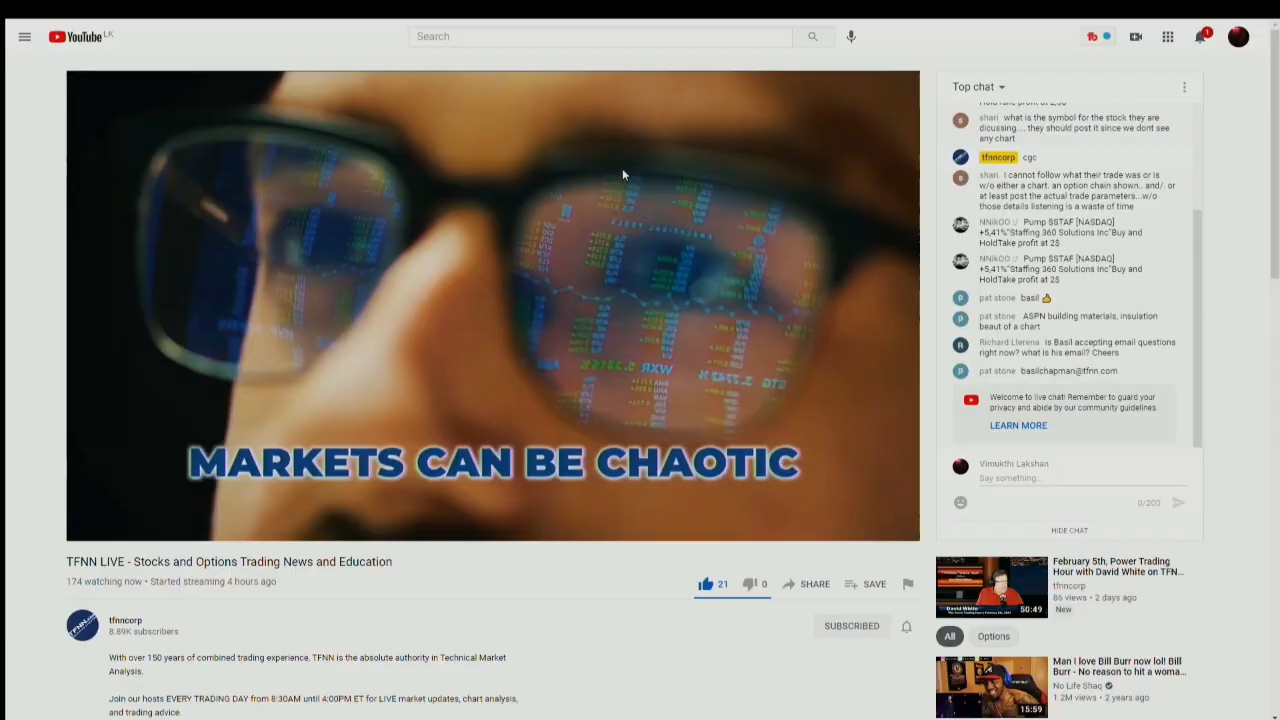 YouTube LK
Search
1
MARKETS CAN BE CHAOTIC
TFNN LIVE - Stocks and Options Trading News and Education
174 watching now • Started streaming 4 hours ago
21
0
SHARE
SAVE
tfnncorp
8.89K subscribers
SUBSCRIBED
With over 150 years of combined trading experience, TFNN is the absolute authority in Technical Market
Analysis.
Join our hosts EVERY TRADING DAY from 8:30AM until 4:00PM ET for LIVE market updates, chart analysis,
and trading advice.
Top chat
shari what is the symbol for the stock they are
dicussing.... they should post it since we dont see
any chart
tfnncorp cgc
shari I cannot follow what their trade was or is
w/o either a chart. an option chain shown.. and/. or
at least post the actual trade parameters...w/o
those details listening is a waste of time
NNikOO :/ Pump $STAF [NASDAQ]
+5,41%"Staffing 360 Solutions Inc"Buy and
HoldTake profit at 2$
NNikOO :/ Pump $STAF [NASDAQ]
+5,41%"Staffing 360 Solutions Inc"Buy and
HoldTake profit at 2$
pat stone basil 👍
pat stone ASPN building materials, insulation
beaut of a chart
Richard Llerena is Basil accepting email questions
right now? what is his email? Cheers
pat stone basilchapman@tfnn.com
Welcome to live chat! Remember to guard your
privacy and abide by our community guidelines.
LEARN MORE
Vimukthi Lakshan
Say something...
0/200
HIDE CHAT
David White
50:49
February 5th, Power Trading
Hour with David White on TFN...
tfnncorp
86 views • 2 days ago
New
All
Options
15:59
Man I love Bill Burr now lol! Bill
Burr - No reason to hit a woma...
No Life Shaq
1.2M views • 2 years ago